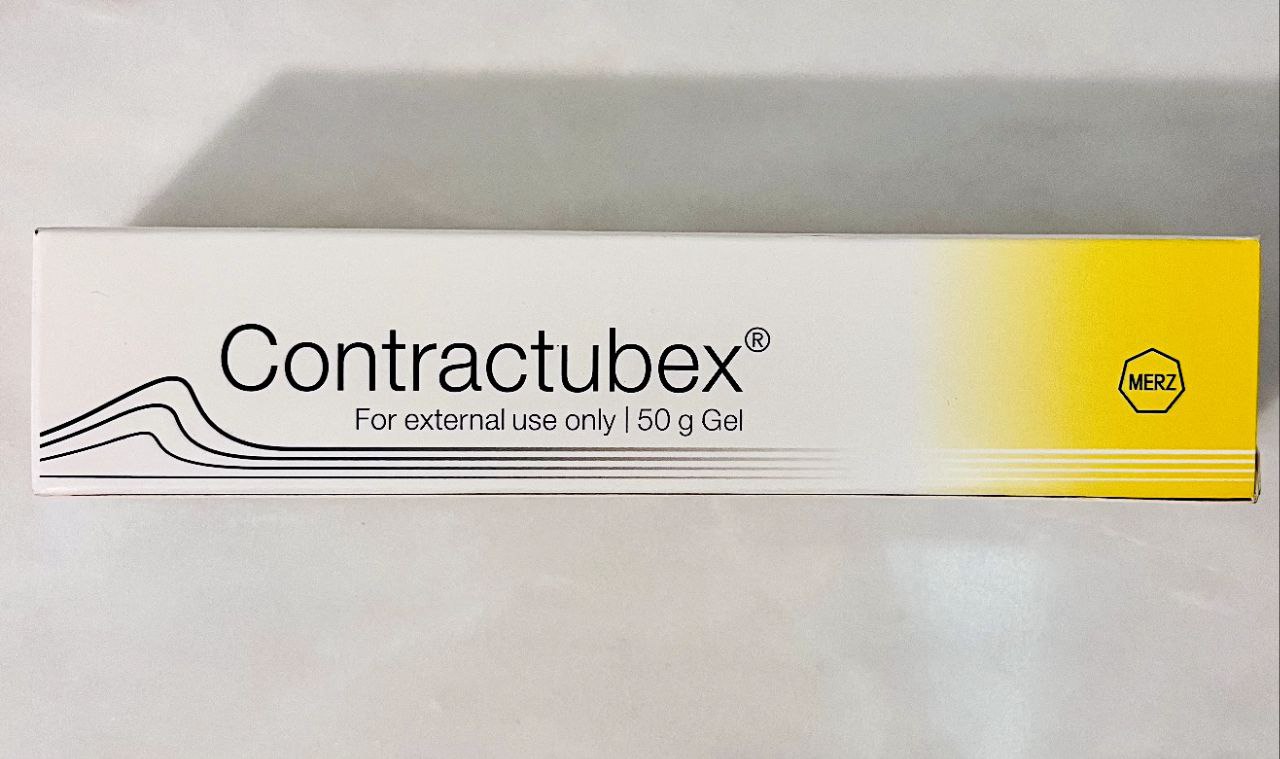 Contractubex®
For external use only | 50 g Gel
MERZ